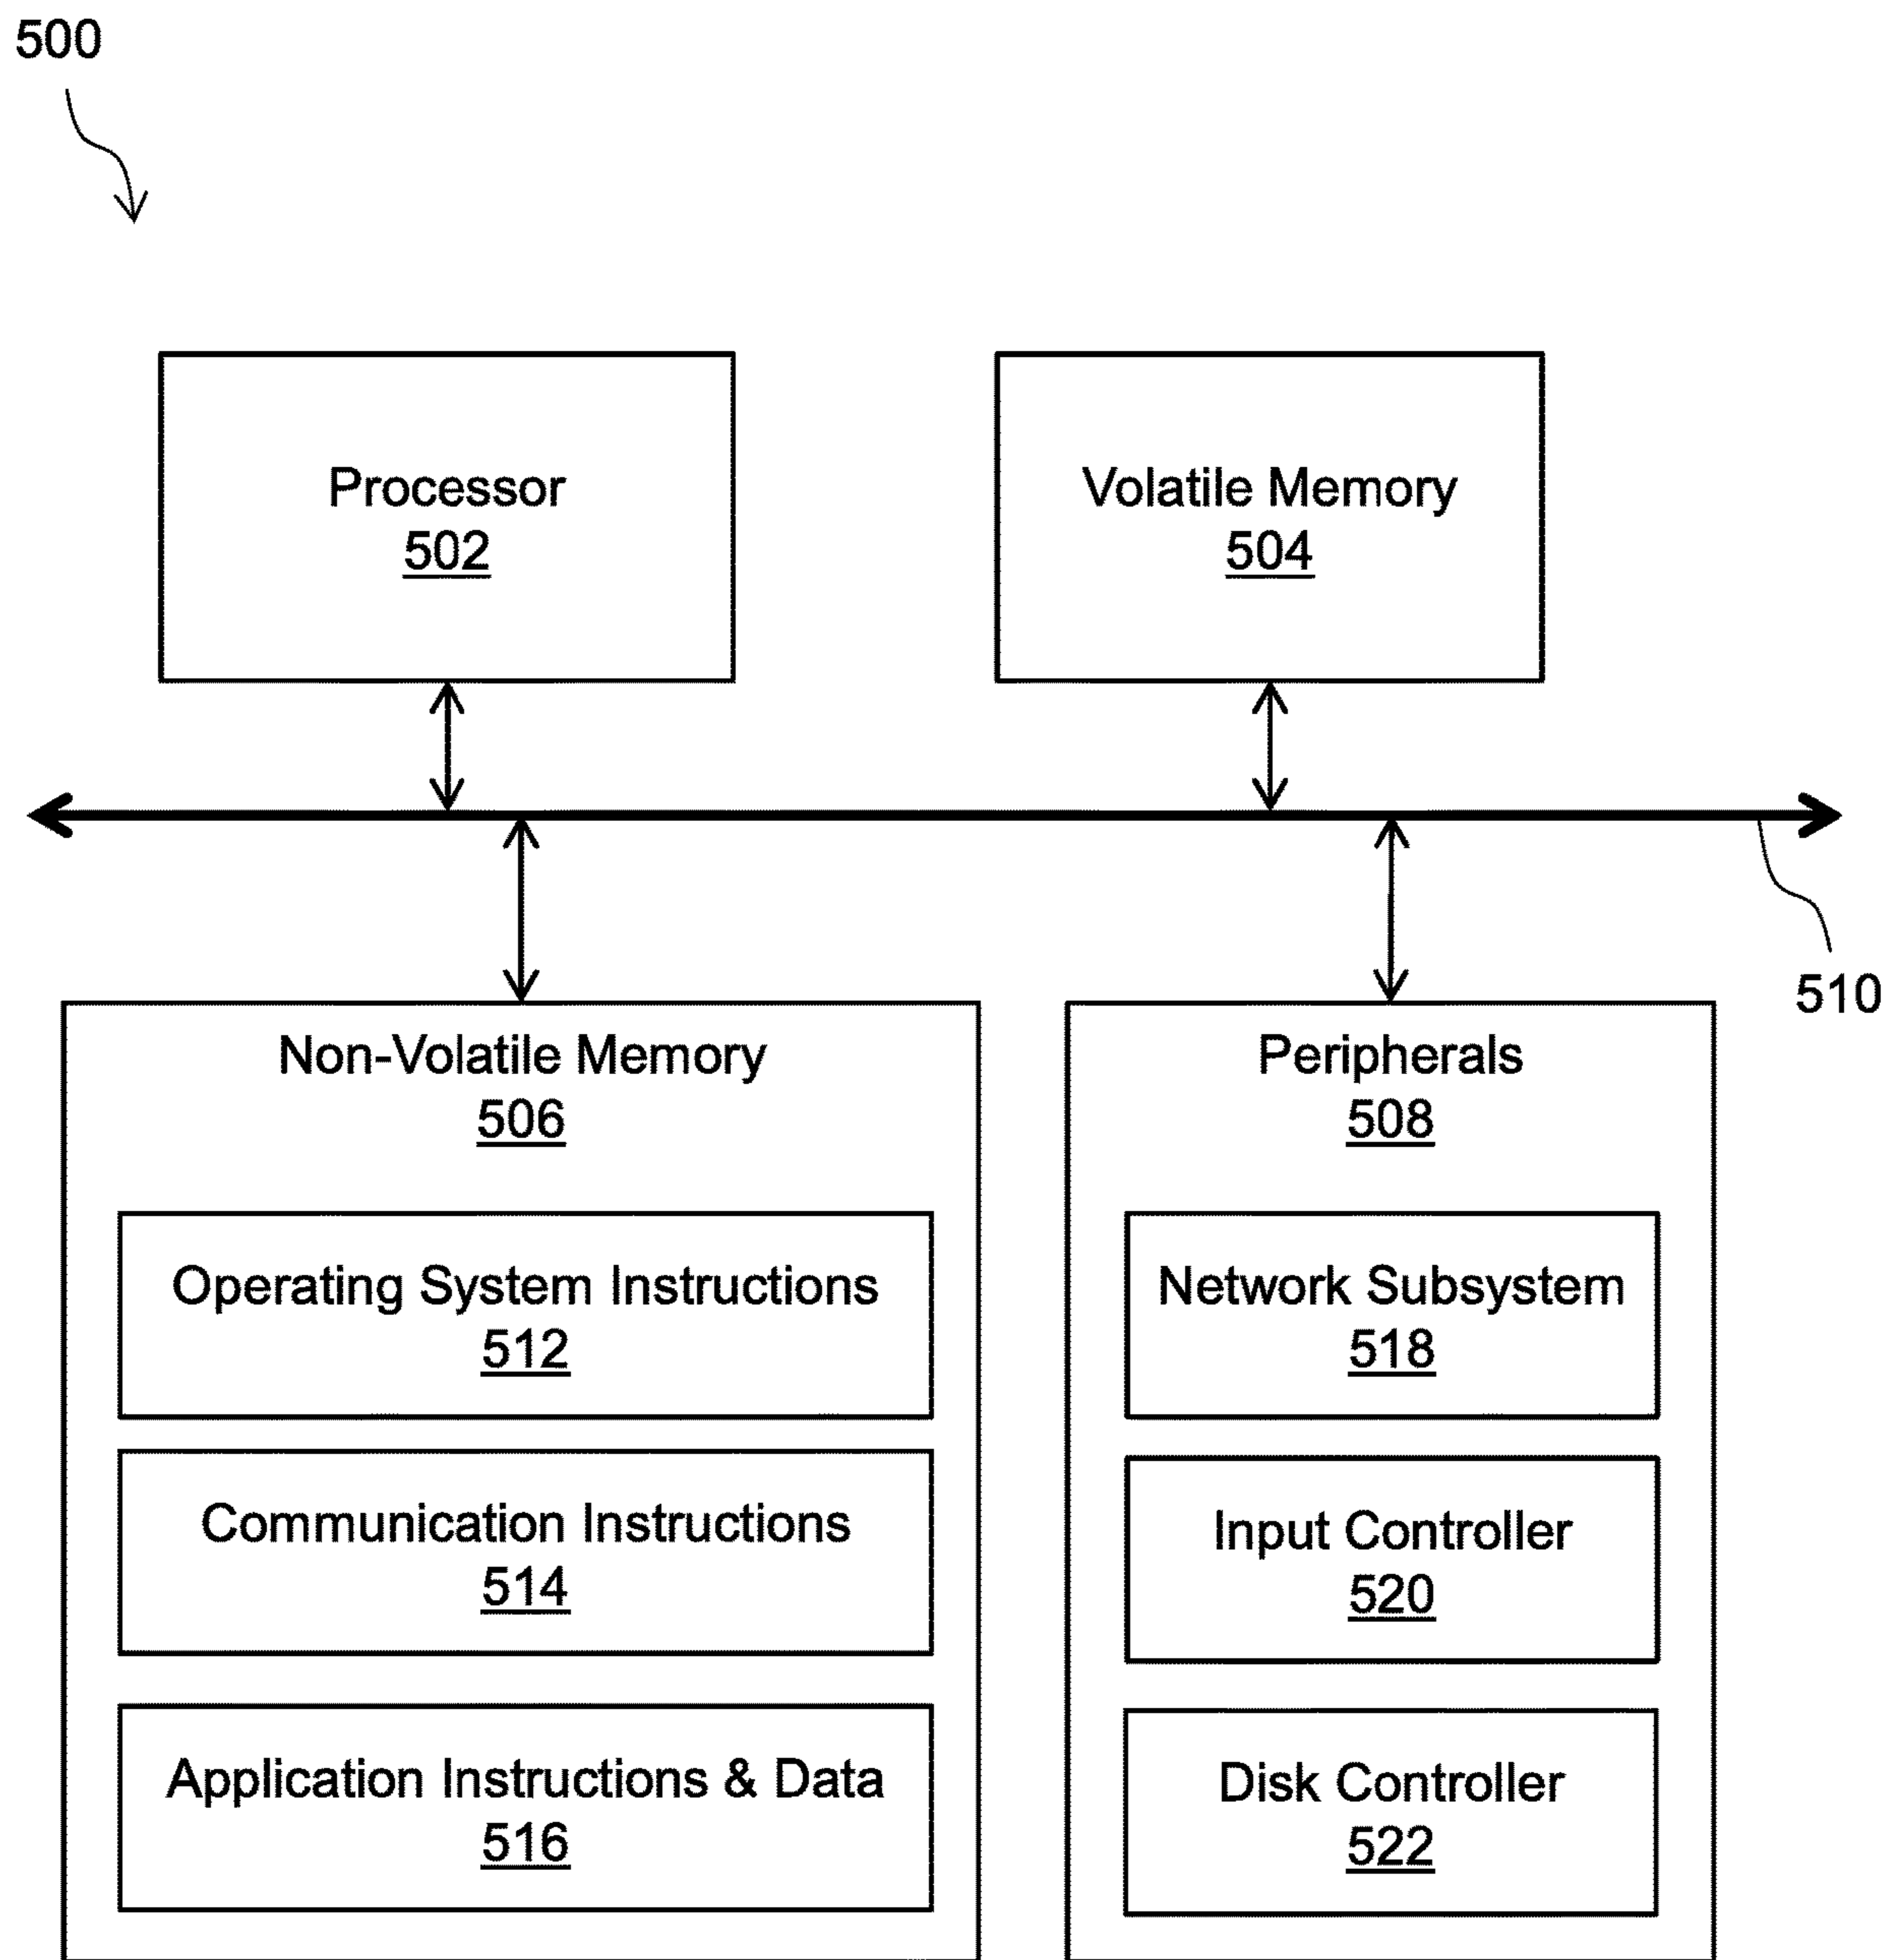 500
Processor
502
Volatile Memory
504
510
Non-Volatile Memory
506
Operating System Instructions
512
Communication Instructions
514
Application Instructions & Data
516
Peripherals
508
Network Subsystem
518
Input Controller
520
Disk Controller
522